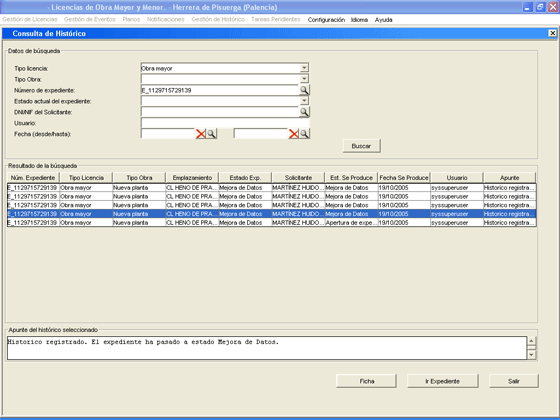 - Licencias de Obra Mayor y Menor. - Herrera de Pisuerga (Palencia)
Gestión de Licencias Gestión de Eventos Planos Notificaciones Gestión de Histórico Tareas Pendientes Configuración Idioma Ayuda
Consulta de Histórico
Datos de búsqueda
Tipo licencia: Obra mayor
Tipo Obra:
Número de expediente: E_1129715729139
Estado actual del expediente:
DNI/NIF del Solicitante:
Usuario:
Fecha (desde/hasta):
Buscar
Resultado de la búsqueda
Núm. Expediente Tipo Licencia Tipo Obra Emplazamiento Estado Exp. Solicitante Est. Se Produce Fecha Se Produce Usuario Apunte
E_1129715729139 Obra mayor Nueva planta CL HENO DE PRA... Mejora de Datos MARTÍNEZ HUIDO... Mejora de Datos 19/10/2005 syssuperuser Historico registra...
E_1129715729139 Obra mayor Nueva planta CL HENO DE PRA... Mejora de Datos MARTÍNEZ HUIDO... Mejora de Datos 19/10/2005 syssuperuser Historico registra...
E_1129715729139 Obra mayor Nueva planta CL HENO DE PRA... Mejora de Datos MARTÍNEZ HUIDO... Mejora de Datos 19/10/2005 syssuperuser Historico registra...
E_1129715729139 Obra mayor Nueva planta CL HENO DE PRA... Mejora de Datos MARTÍNEZ HUIDO... Mejora de Datos 19/10/2005 syssuperuser Historico registra...
E_1129715729139 Obra mayor Nueva planta CL HENO DE PRA... Mejora de Datos MARTÍNEZ HUIDO... Apertura de expe... 19/10/2005 syssuperuser Historico registra...
Apunte del histórico seleccionado
Historico registrado. El expediente ha pasado a estado Mejora de Datos.
Ficha Ir Expediente Salir